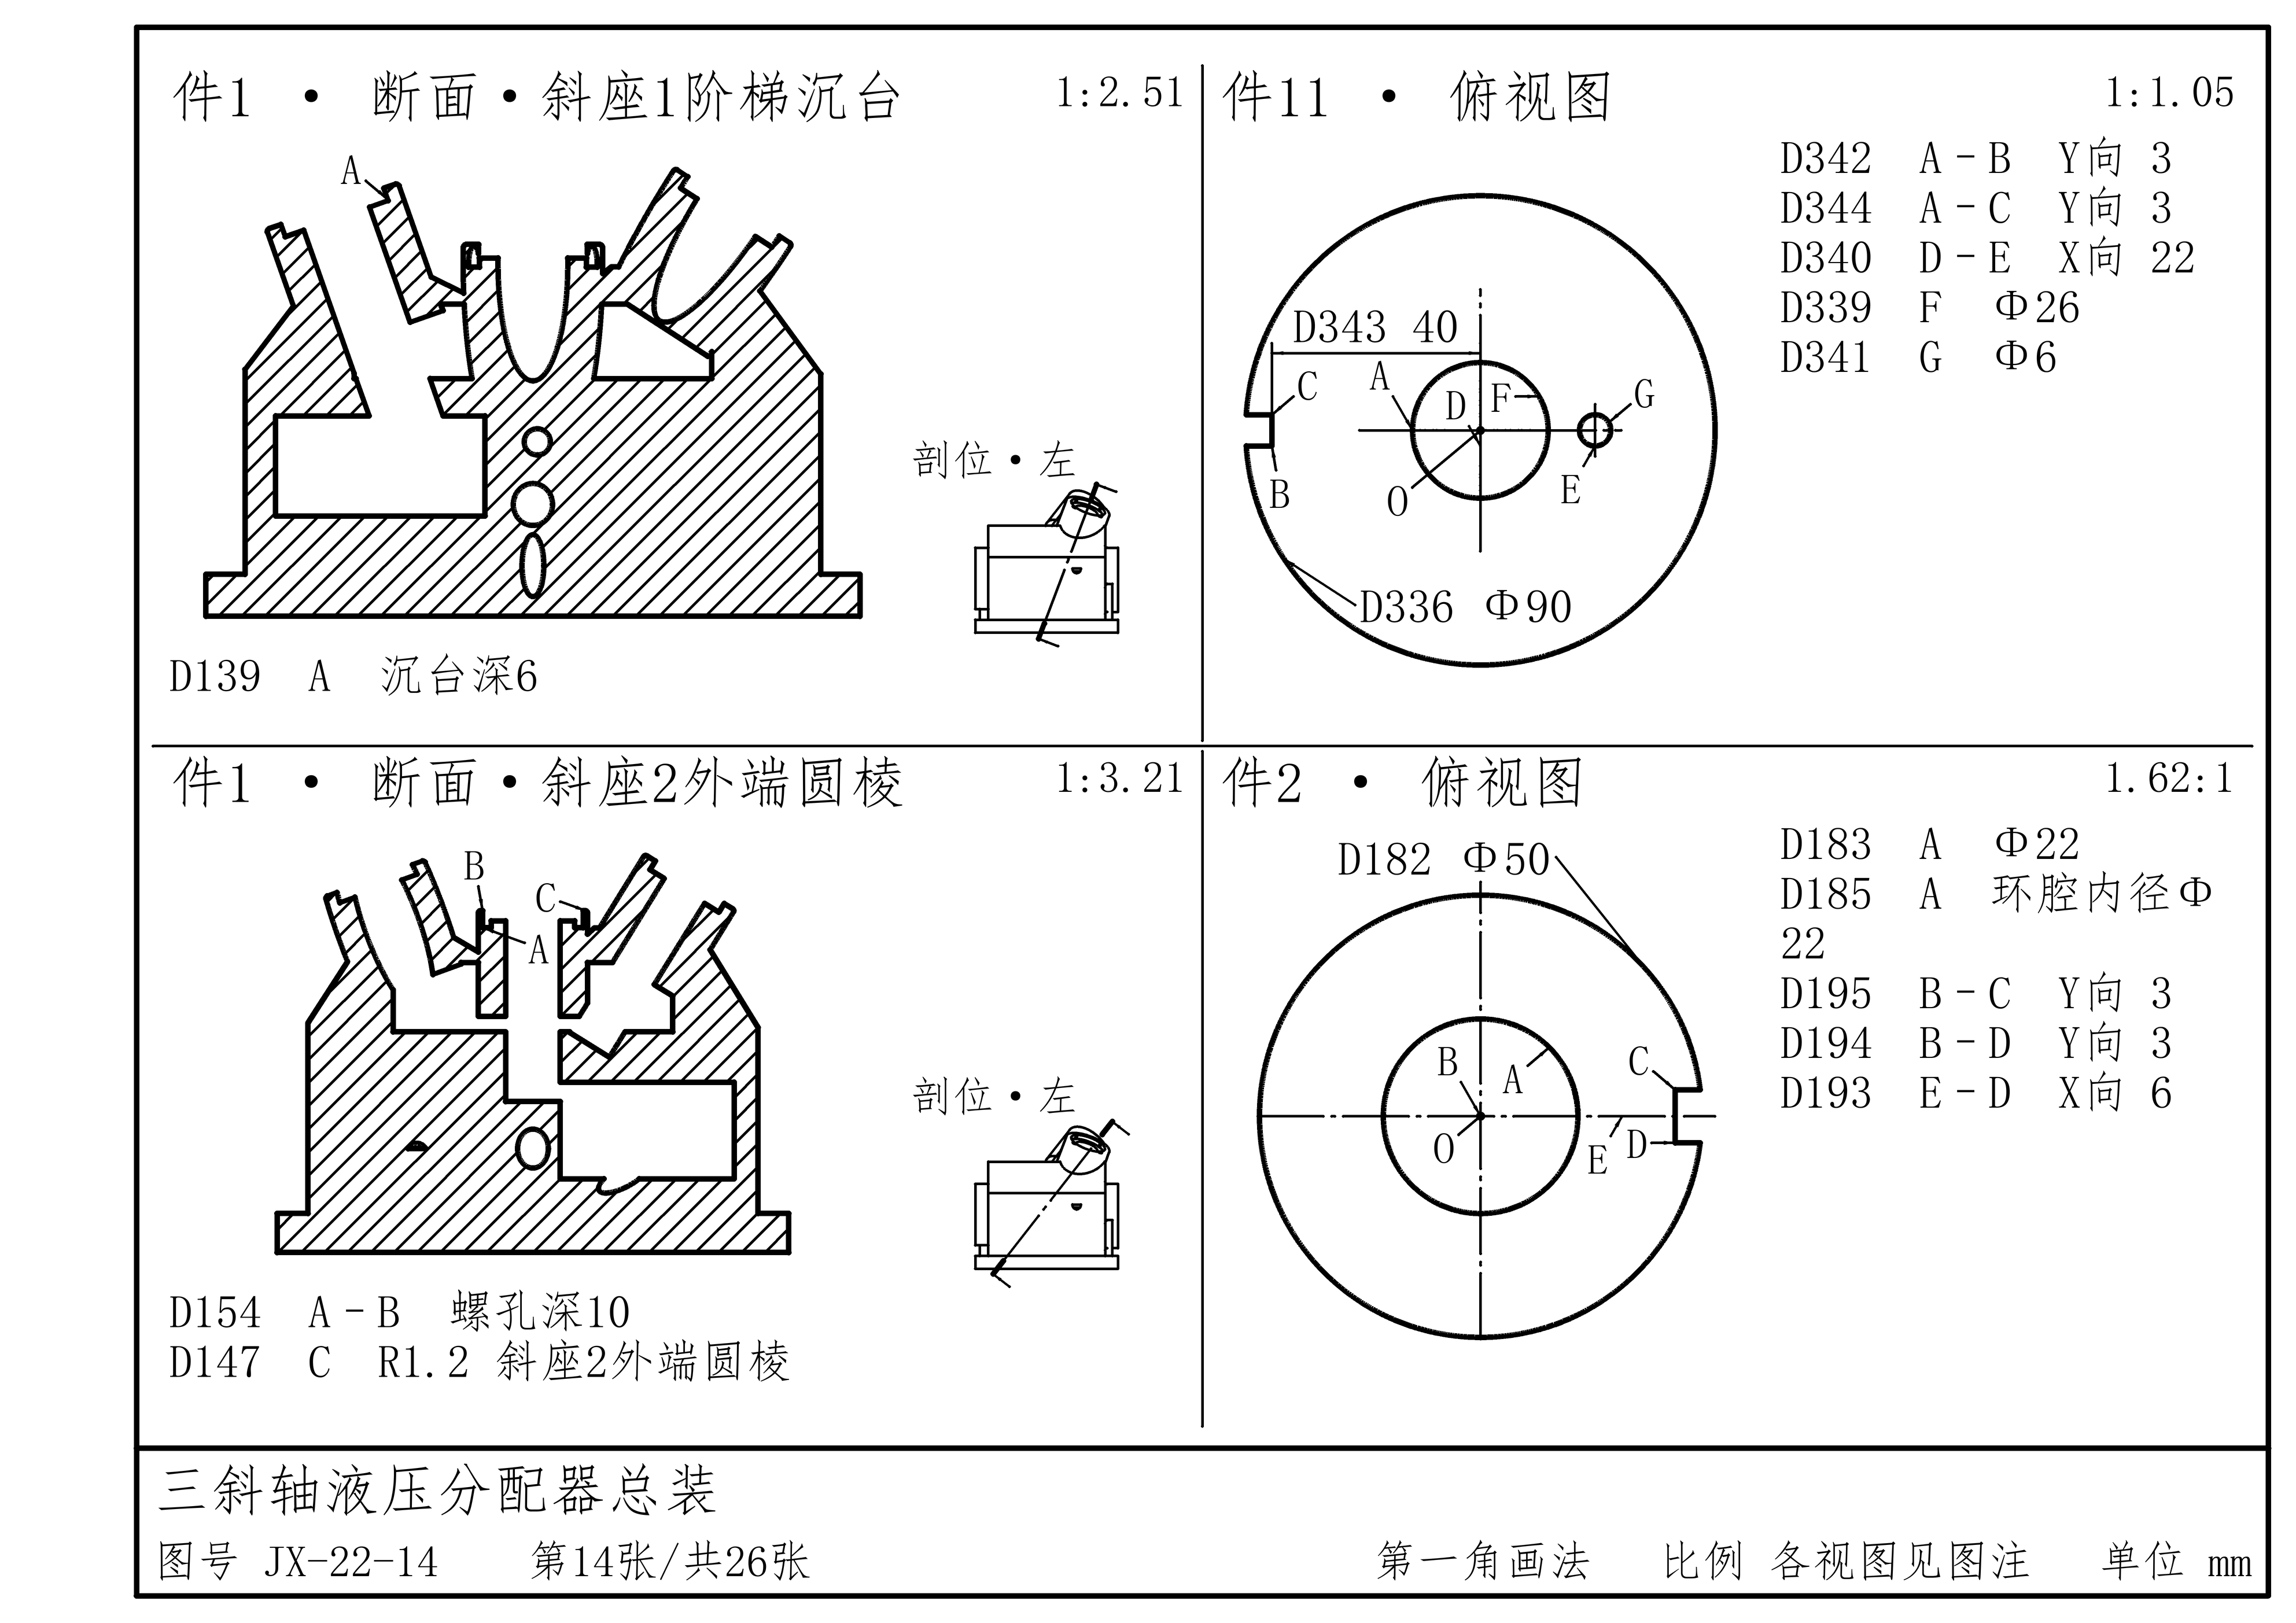 件1 · 断面·斜座1阶梯沉台 1:2.51
A
剖位·左
D139 A 沉台深6
件11 · 俯视图 1:1.05
D342 A-B Y向 3
D344 A-C Y向 3
D340 D-E X向 22
D339 F Φ26
D341 G Φ6
D343 40
A
C
D
F
G
B
O
E
D336 Φ90
件1 · 断面·斜座2外端圆棱 1:3.21
B
C
A
剖位·左
D154 A-B 螺孔深10
D147 C R1.2 斜座2外端圆棱
件2 · 俯视图 1.62:1
D182 Φ50
D183 A Φ22
D185 A 环腔内径Φ
22
D195 B-C Y向 3
D194 B-D Y向 3
D193 E-D X向 6
B
A
C
O
E
D
三斜轴液压分配器总装
图号 JX-22-14 第14张/共26张 第一角画法 比例 各视图见图注 单位 mm